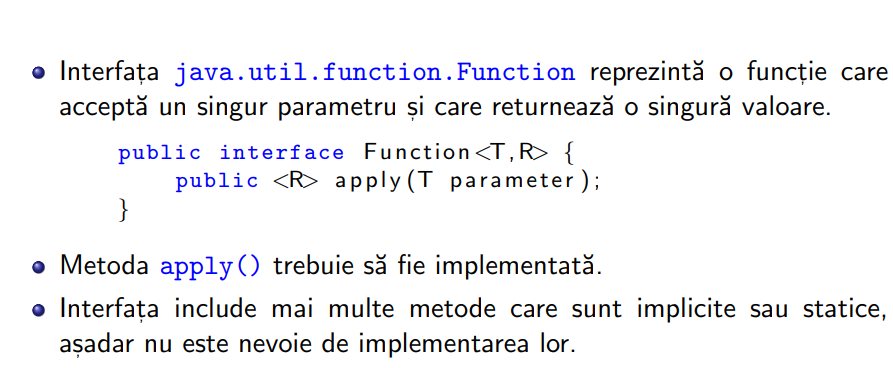 Interfața java.util.function.Function reprezintă o funcție care
acceptă un singur parametru și care returnează o singură valoare.
public interface Function<T,R> {
public <R> apply(T parameter);
}
Metoda apply() trebuie să fie implementată.
Interfața include mai multe metode care sunt implicite sau statice,
așadar nu este nevoie de implementarea lor.